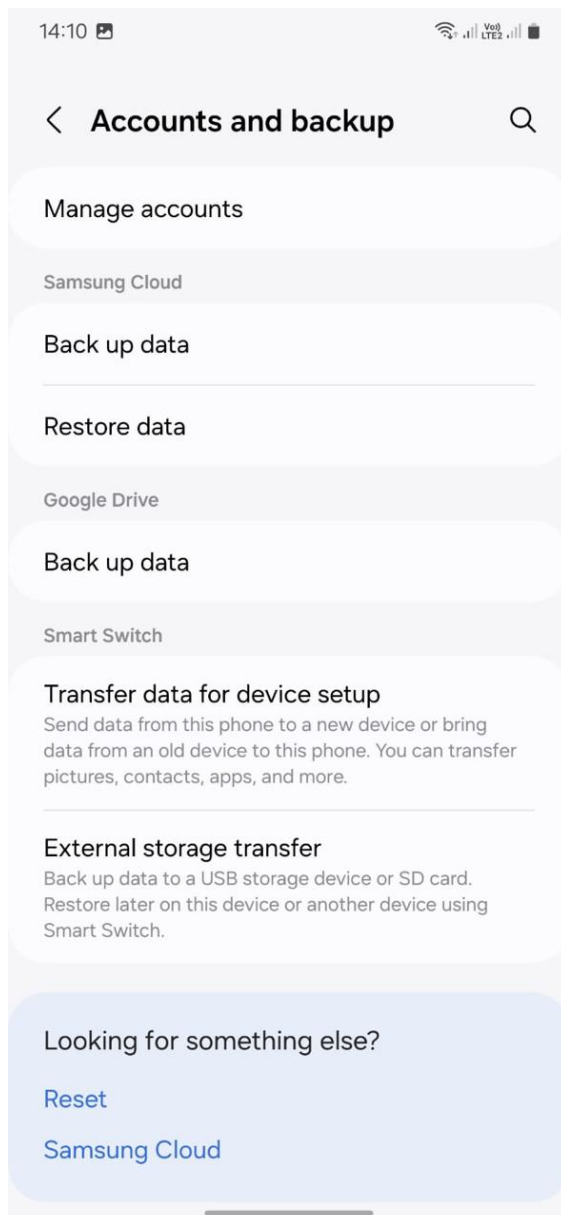 14:10
Vo))
LTE2
Accounts and backup
Manage accounts
Samsung Cloud
Back up data
Restore data
Google Drive
Back up data
Smart Switch
Transfer data for device setup
Send data from this phone to a new device or bring
data from an old device to this phone. You can transfer
pictures, contacts, apps, and more.
External storage transfer
Back up data to a USB storage device or SD card.
Restore later on this device or another device using
Smart Switch.
Looking for something else?
Reset
Samsung Cloud